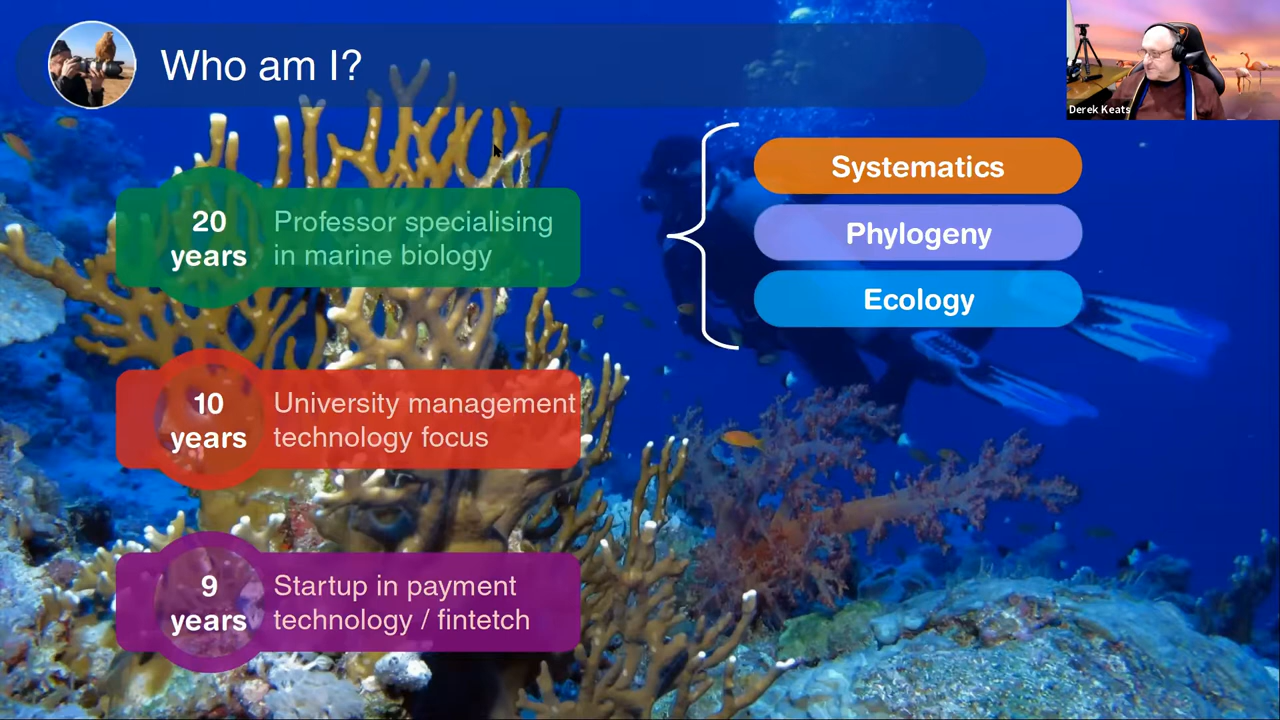 Who am I?
Derek Keats
20
years
Professor specialising
in marine biology
Systematics
Phylogeny
Ecology
10
years
University management
technology focus
9
years
Startup in payment
technology / fintetch